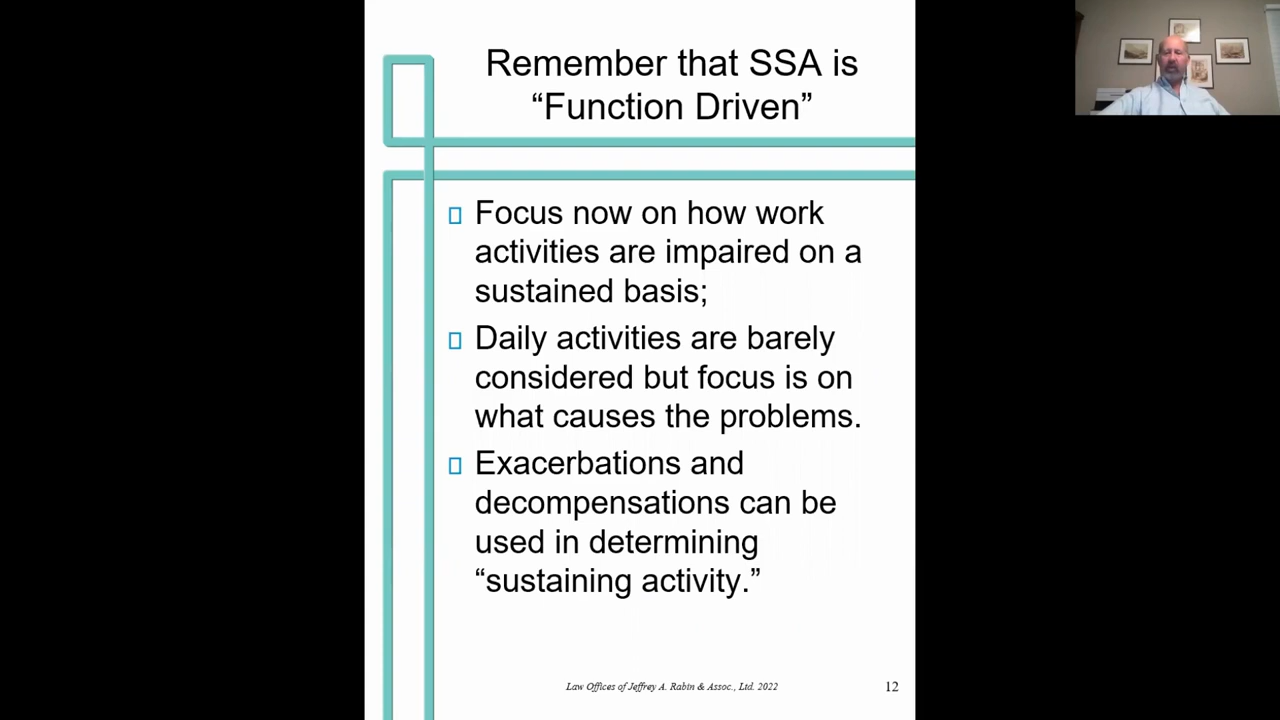 Remember that SSA is
“Function Driven”
Focus now on how work
activities are impaired on a
sustained basis;
Daily activities are barely
considered but focus is on
what causes the problems.
Exacerbations and
decompensations can be
used in determining
“sustaining activity.”
Law Offices of Jeffrey A. Rabin & Assoc., Ltd. 2022
12